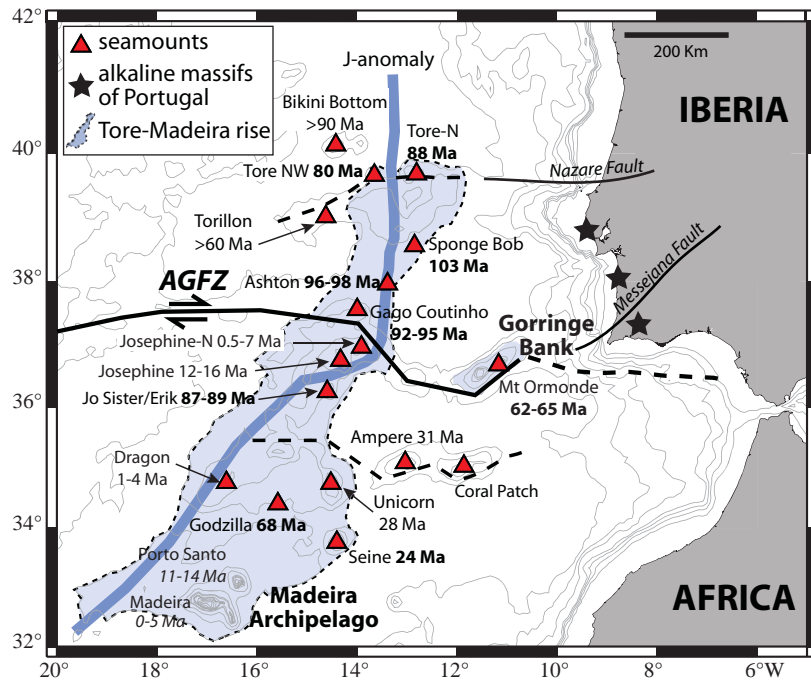 42°
40°
38°
36°
34°
32°
20°
18°
16°
14°
12°
10°
8°
6°W
seamounts
alkaline massifs
of Portugal
Tore-Madeira rise
200 Km
J-anomaly
IBERIA
Bikini Bottom
>90 Ma
Tore-N
88 Ma
Tore NW 80 Ma
Nazare Fault
Torillon
>60 Ma
Sponge Bob
103 Ma
Messejana Fault
AGFZ
Ashton 96-98 Ma
Gago Coutinho
92-95 Ma
Gorringe
Bank
Josephine-N 0.5-7 Ma
Josephine 12-16 Ma
Mt Ormonde
62-65 Ma
Jo Sister/Erik 87-89 Ma
Ampere 31 Ma
Dragon
1-4 Ma
Coral Patch
Unicorn
28 Ma
Godzilla 68 Ma
Seine 24 Ma
Porto Santo
11-14 Ma
Madeira
0-5 Ma
Madeira
Archipelago
AFRICA